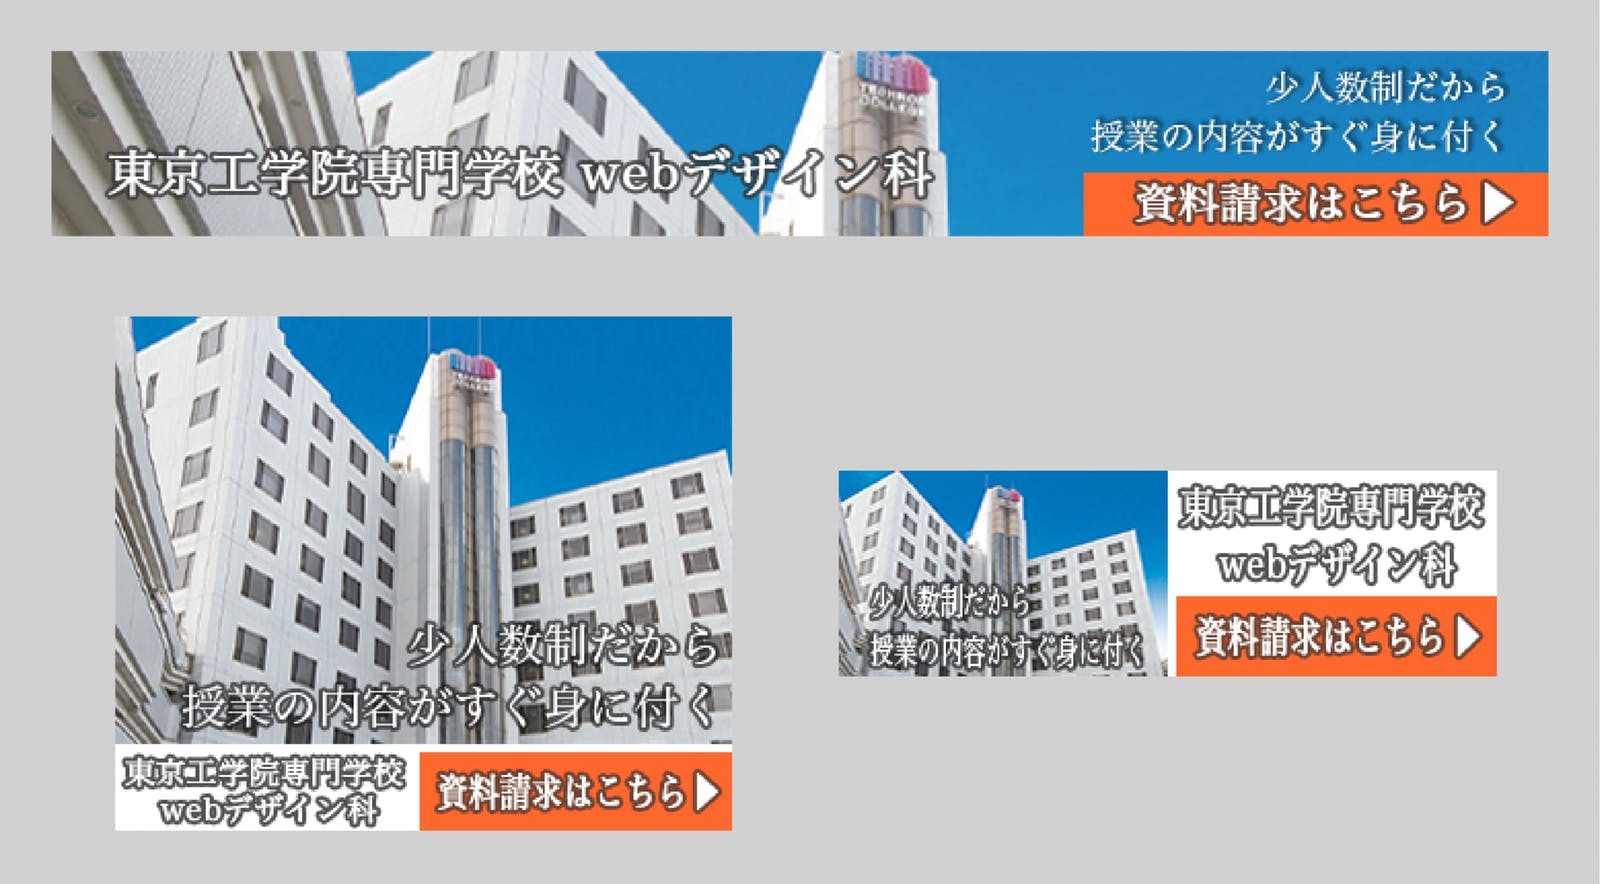 少人数制だから
授業の内容がすぐ身に付く
東京工学院専門学校 webデザイン科
資料請求はこちら▶
少人数制だから
授業の内容がすぐ身に付く
東京工学院専門学校
webデザイン科
資料請求はこちら▶
東京工学院専門学校
webデザイン科
少人数制だから
授業の内容がすぐ身に付く
資料請求はこちら▶